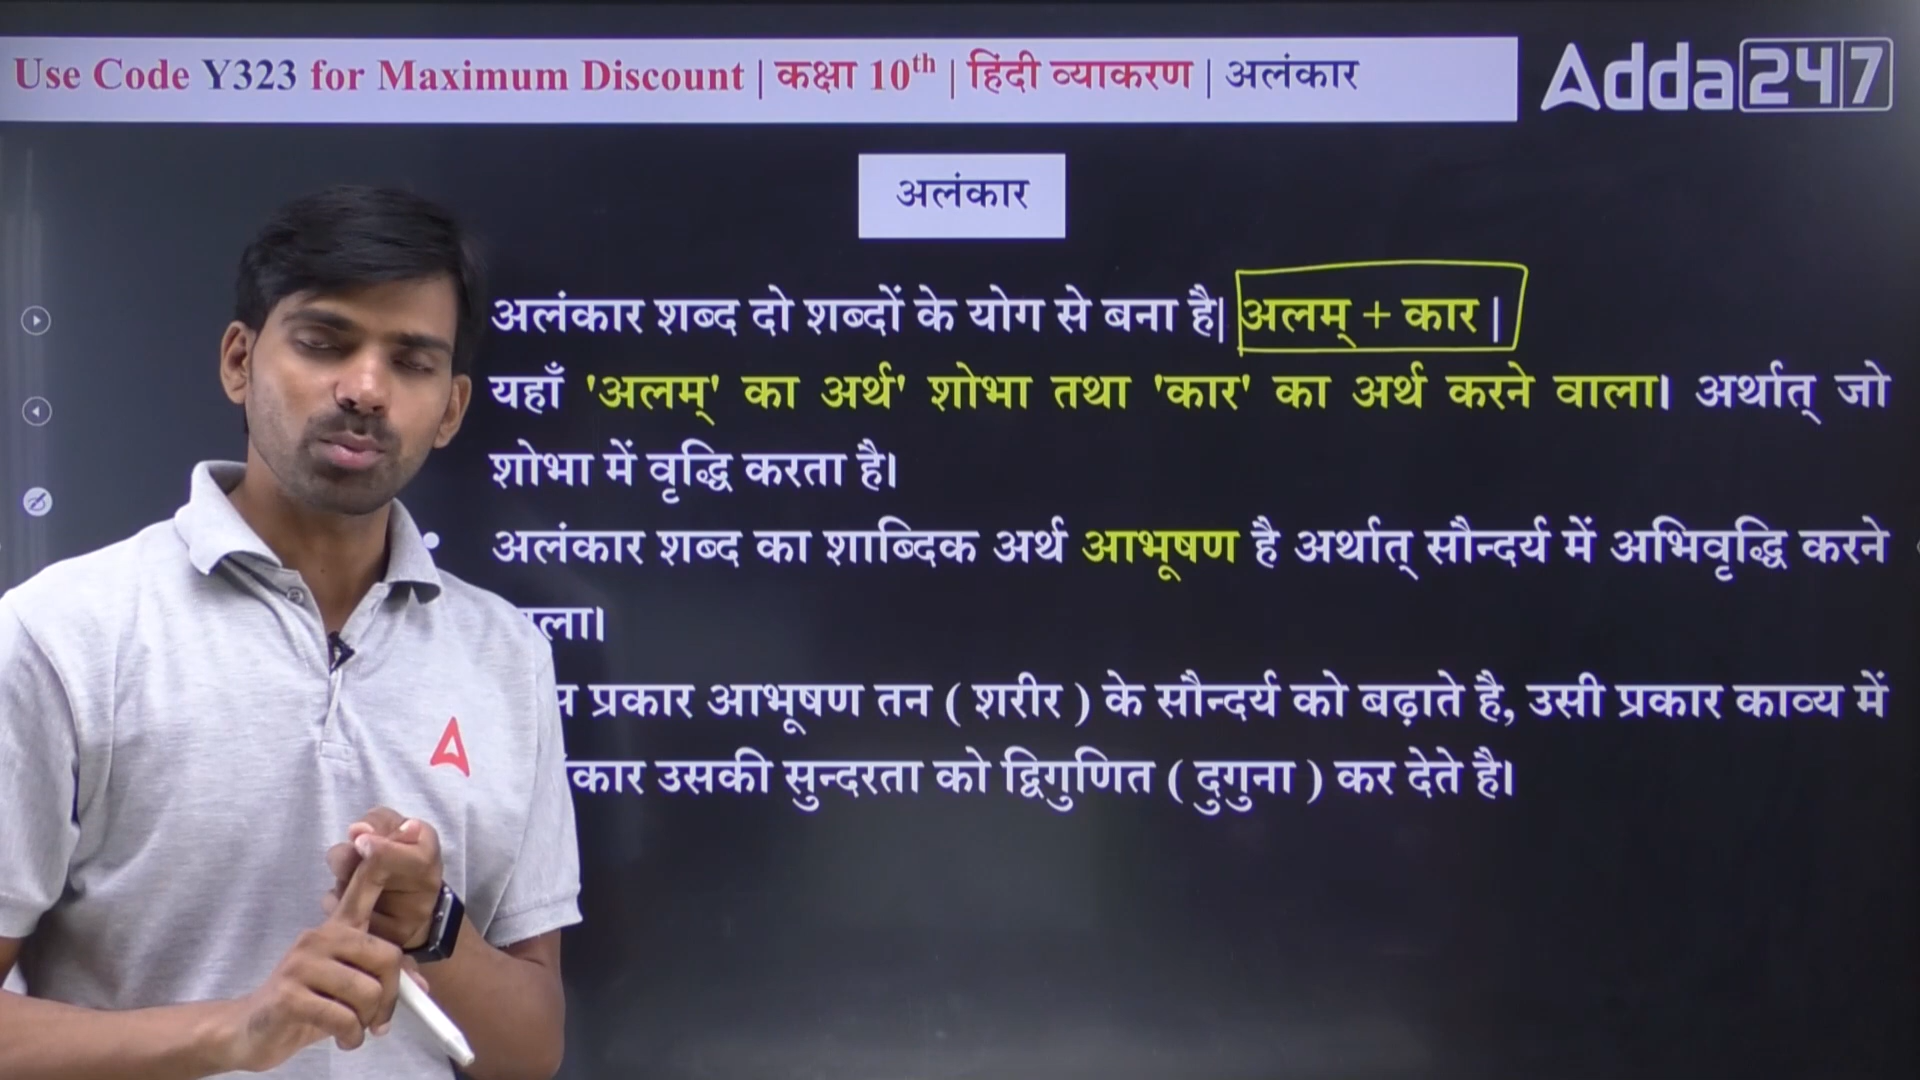 Use Code Y323 for Maximum Discount | कक्षा 10th | हिंदी व्याकरण | अलंकार
Adda247
अलंकार
अलंकार शब्द दो शब्दों के योग से बना है| अलम् + कार |
यहाँ 'अलम्' का अर्थ' शोभा तथा 'कार' का अर्थ करने वाला। अर्थात् जो
शोभा में वृद्धि करता है।
• अलंकार शब्द का शाब्दिक अर्थ आभूषण है अर्थात् सौन्दर्य में अभिवृद्धि करने
ला।
प्रकार आभूषण तन ( शरीर ) के सौन्दर्य को बढ़ाते है, उसी प्रकार काव्य में
कार उसकी सुन्दरता को द्विगुणित ( दुगुना ) कर देते है।